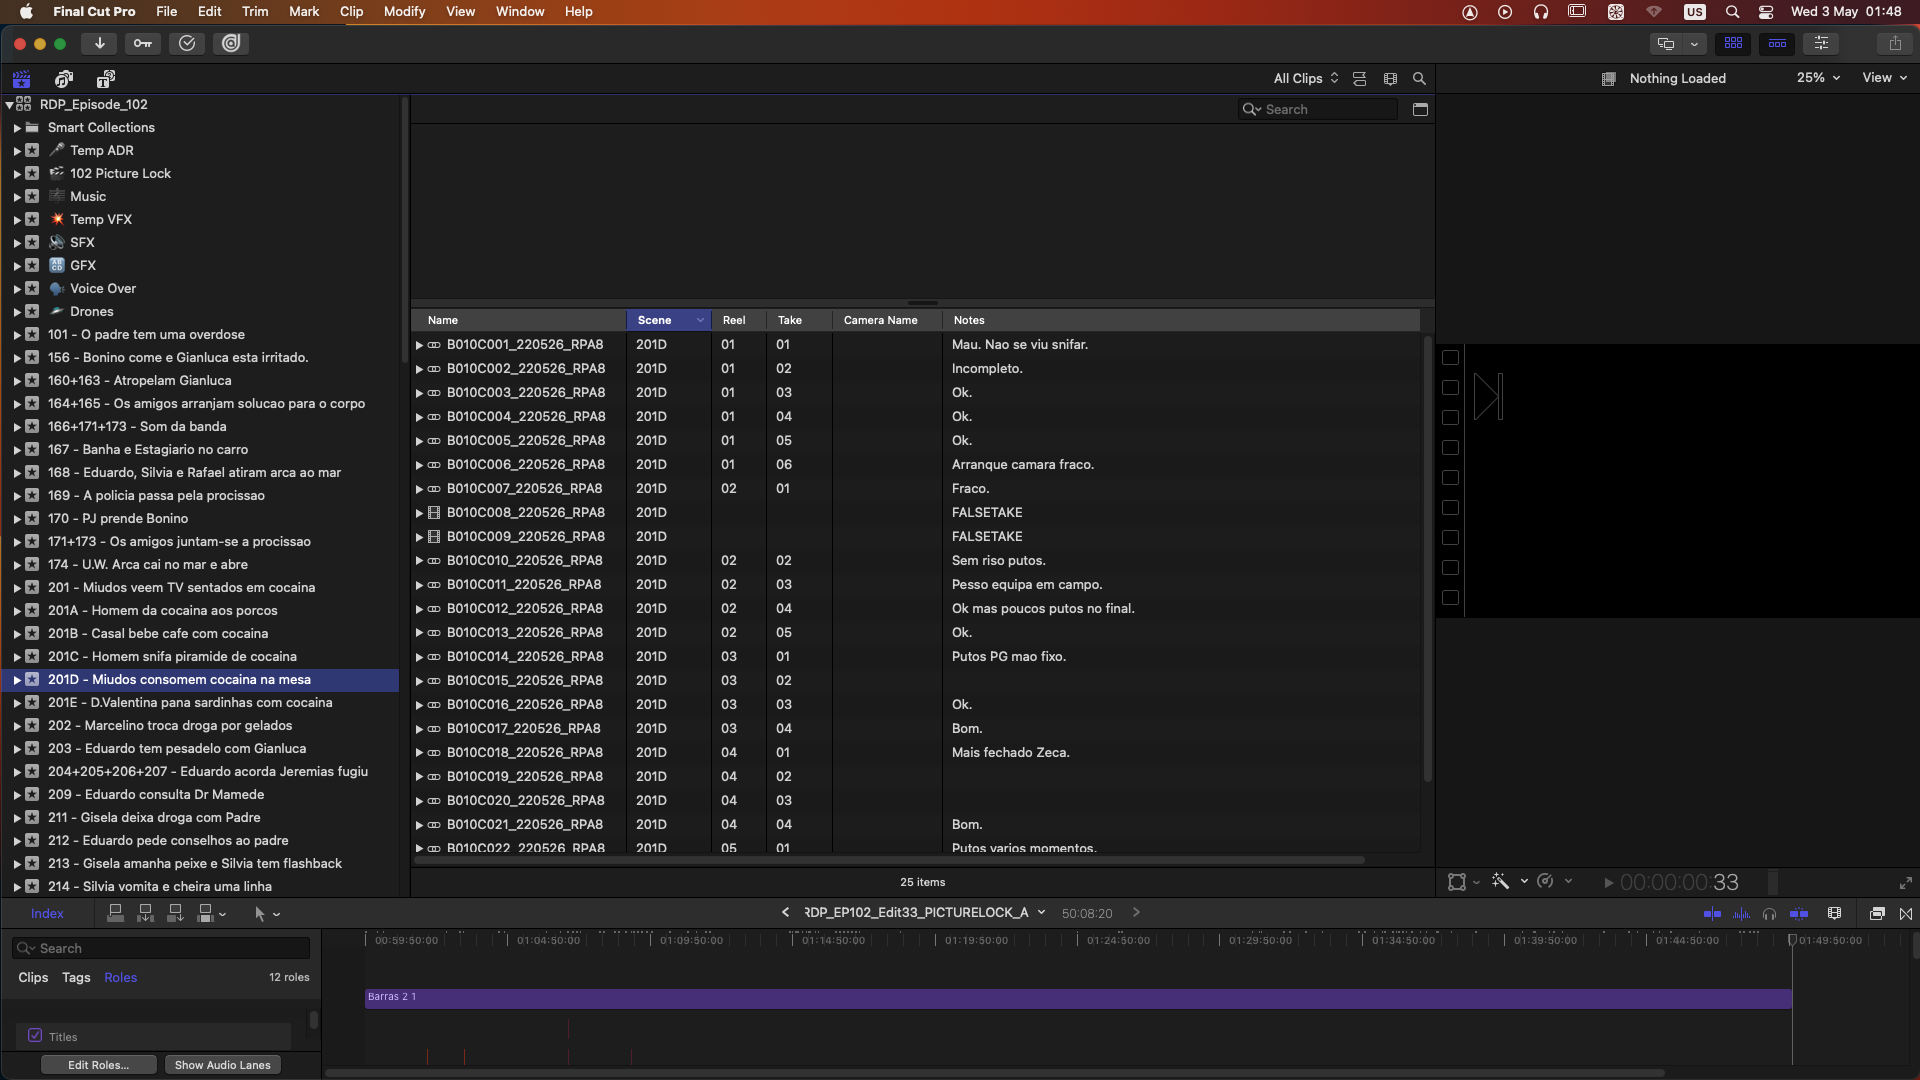 Final Cut Pro File Edit Trim Mark Clip Modify View Window Help US Wed 3 May 01:48
All Clips Nothing Loaded 25% View
RDP_Episode_102
Search
Smart Collections
Temp ADR
102 Picture Lock
Music
Temp VFX
SFX
GFX
Voice Over
Drones
101 - O padre tem uma overdose
156 - Bonino come e Gianluca esta irritado.
160+163 - Atropelam Gianluca
164+165 - Os amigos arranjam solucao para o corpo
166+171+173 - Som da banda
167 - Banha e Estagiario no carro
168 - Eduardo, Silvia e Rafael atiram arca ao mar
169 - A policia passa pela procissao
170 - PJ prende Bonino
171+173 - Os amigos juntam-se a procissao
174 - U.W. Arca cai no mar e abre
201 - Miudos veem TV sentados em cocaina
201A - Homem da cocaina aos porcos
201B - Casal bebe cafe com cocaina
201C - Homem snifa piramide de cocaina
201D - Miudos consomem cocaina na mesa
201E - D.Valentina pana sardinhas com cocaina
202 - Marcelino troca droga por gelados
203 - Eduardo tem pesadelo com Gianluca
204+205+206+207 - Eduardo acorda Jeremias fugiu
209 - Eduardo consulta Dr Mamede
211 - Gisela deixa droga com Padre
212 - Eduardo pede conselhos ao padre
213 - Gisela amanha peixe e Silvia tem flashback
214 - Silvia vomita e cheira uma linha
Name Scene Reel Take Camera Name Notes
B010C001_220526_RPA8 201D 01 01 Mau. Nao se viu snifar.
B010C002_220526_RPA8 201D 01 02 Incompleto.
B010C003_220526_RPA8 201D 01 03 Ok.
B010C004_220526_RPA8 201D 01 04 Ok.
B010C005_220526_RPA8 201D 01 05 Ok.
B010C006_220526_RPA8 201D 01 06 Arranque camara fraco.
B010C007_220526_RPA8 201D 02 01 Fraco.
B010C008_220526_RPA8 201D FALSETAKE
B010C009_220526_RPA8 201D FALSETAKE
B010C010_220526_RPA8 201D 02 02 Sem riso putos.
B010C011_220526_RPA8 201D 02 03 Pesso equipa em campo.
B010C012_220526_RPA8 201D 02 04 Ok mas poucos putos no final.
B010C013_220526_RPA8 201D 02 05 Ok.
B010C014_220526_RPA8 201D 03 01 Putos PG mao fixo.
B010C015_220526_RPA8 201D 03 02
B010C016_220526_RPA8 201D 03 03 Ok.
B010C017_220526_RPA8 201D 03 04 Bom.
B010C018_220526_RPA8 201D 04 01 Mais fechado Zeca.
B010C019_220526_RPA8 201D 04 02
B010C020_220526_RPA8 201D 04 03
B010C021_220526_RPA8 201D 04 04 Bom.
B010C022_220526_RPA8 201D 05 01 Putos varios momentos.
25 items
00:00:00:33
Index RDP_EP102_Edit33_PICTURELOCK_A 50:08:20
00:59:50:00 01:04:50:00 01:09:50:00 01:14:50:00 01:19:50:00 01:24:50:00 01:29:50:00 01:34:50:00 01:39:50:00 01:44:50:00 01:49:50:00
Search
Clips Tags Roles 12 roles
Barras 2 1
Titles
Edit Roles... Show Audio Lanes